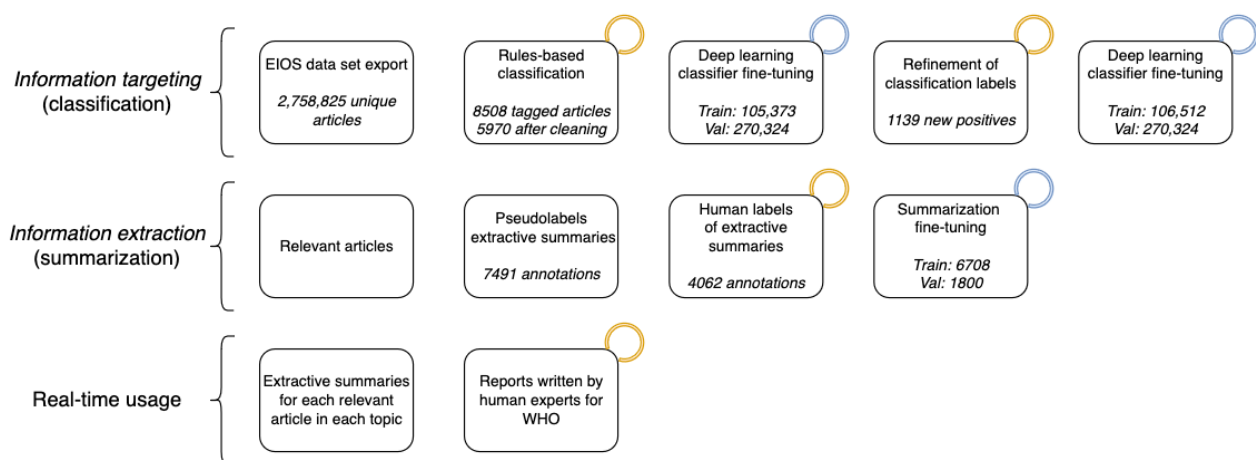 Information targeting
(classification)
EIOS data set export
2,758,825 unique
articles
Rules-based
classification
8508 tagged articles
5970 after cleaning
Deep learning
classifier fine-tuning
Train: 105,373
Val: 270,324
Refinement of
classification labels
1139 new positives
Deep learning
classifier fine-tuning
Train: 106,512
Val: 270,324
Information extraction
(summarization)
Relevant articles
Pseudolabels
extractive summaries
7491 annotations
Human labels
of extractive
summaries
4062 annotations
Summarization
fine-tuning
Train: 6708
Val: 1800
Real-time usage
Extractive summaries
for each relevant
article in each topic
Reports written by
human experts for
WHO